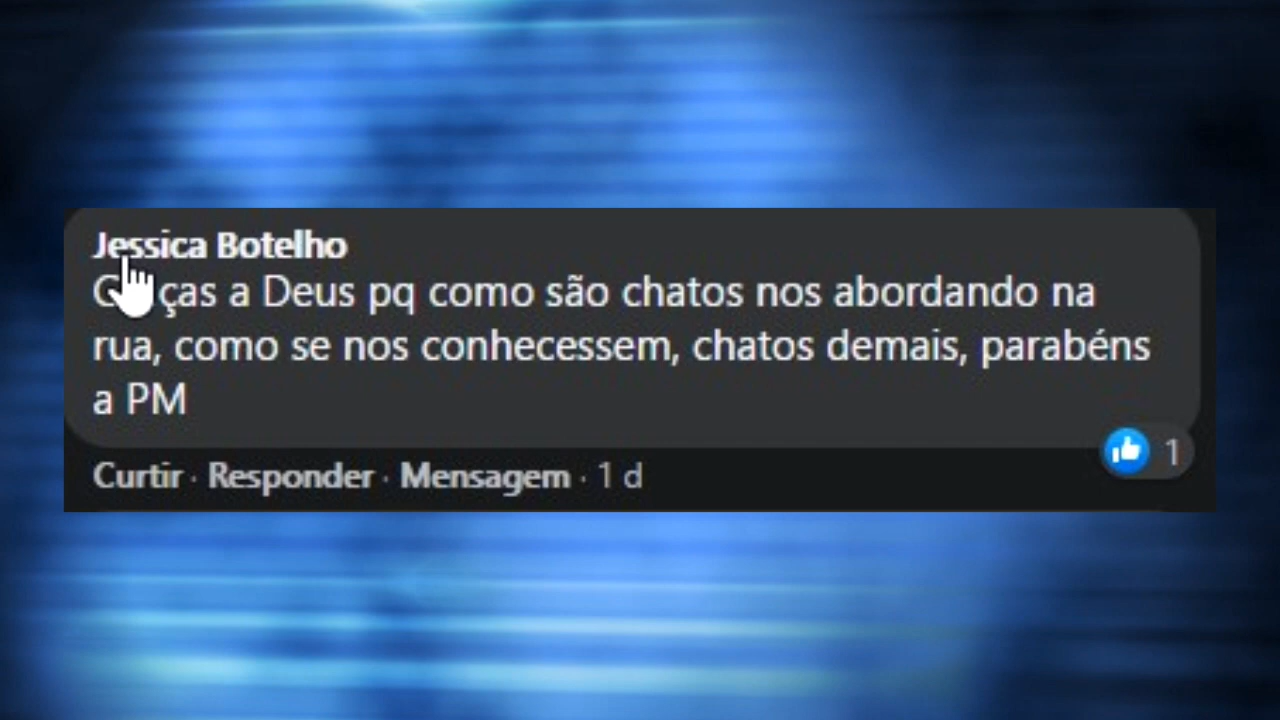 Jessica Botelho
a Deus pq como são chatos nos abordando na
rua, como se nos conhecessem, chatos demais, parabéns
a PM
1
Curtir · Responder · Mensagem · 1 d